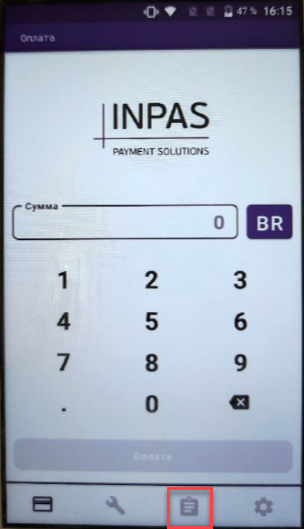 47 % 16:15
Оплата
INPAS
PAYMENT SOLUTIONS
Сумма
0 BR
1 2 3
4 5 6
7 8 9
. 0
Оплата